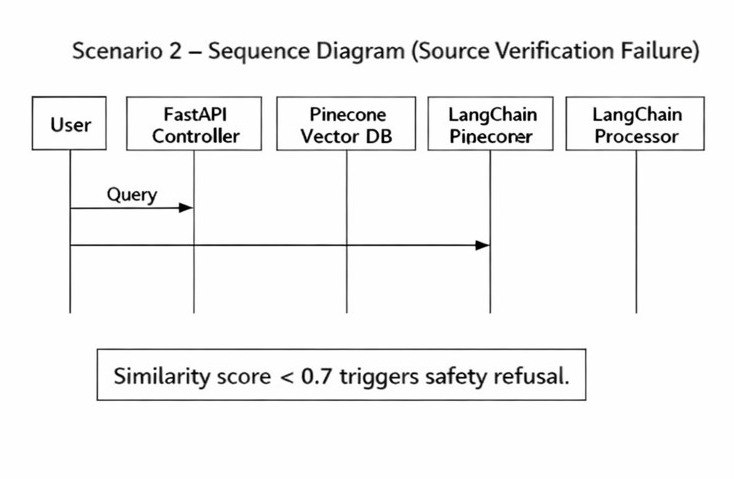 Scenario 2 – Sequence Diagram (Source Verification Failure)
User
FastAPI
Controller
Pinecone
Vector DB
LangChain
Pipeconer
LangChain
Processor
Query
Similarity score < 0.7 triggers safety refusal.